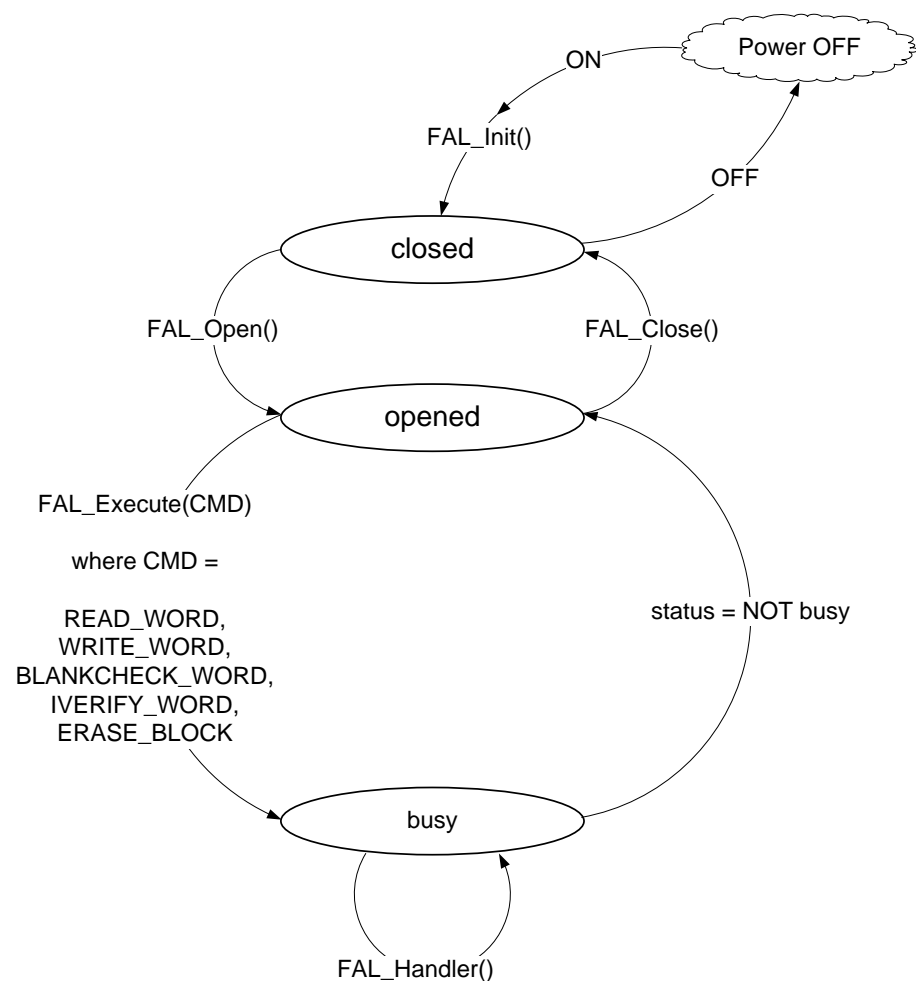 Power OFF
ON
FAL_Init()
OFF
closed
FAL_Open()
FAL_Close()
opened
FAL_Execute(CMD)
where CMD =
READ_WORD,
WRITE_WORD,
BLANKCHECK_WORD,
IVERIFY_WORD,
ERASE_BLOCK
status = NOT busy
busy
FAL_Handler()